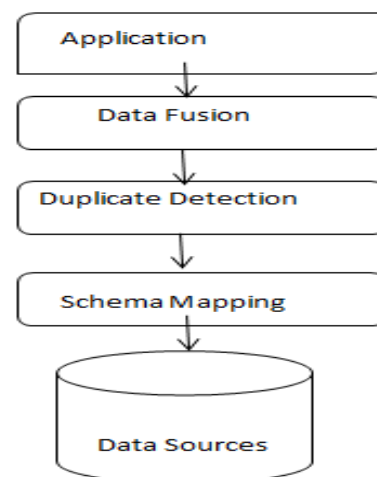 Application
Data Fusion
Duplicate Detection
Schema Mapping
Data Sources